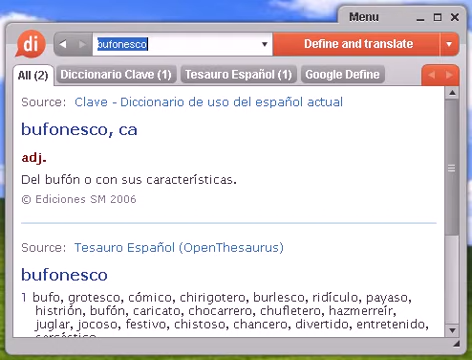 Menu
di
bufonesco
Define and translate
All (2)
Diccionario Clave (1)
Tesauro Español (1)
Google Define
Source: Clave - Diccionario de uso del español actual
bufonesco, ca
adj.
Del bufón o con sus características.
© Ediciones SM 2006
Source: Tesauro Español (OpenThesaurus)
bufonesco
1 bufo, grotesco, cómico, chirigotero, burlesco, ridículo, payaso,
histrión, bufón, caricato, chocarrero, chufletero, hazmerreír,
juglar, jocoso, festivo, chistoso, chancero, divertido, entretenido,